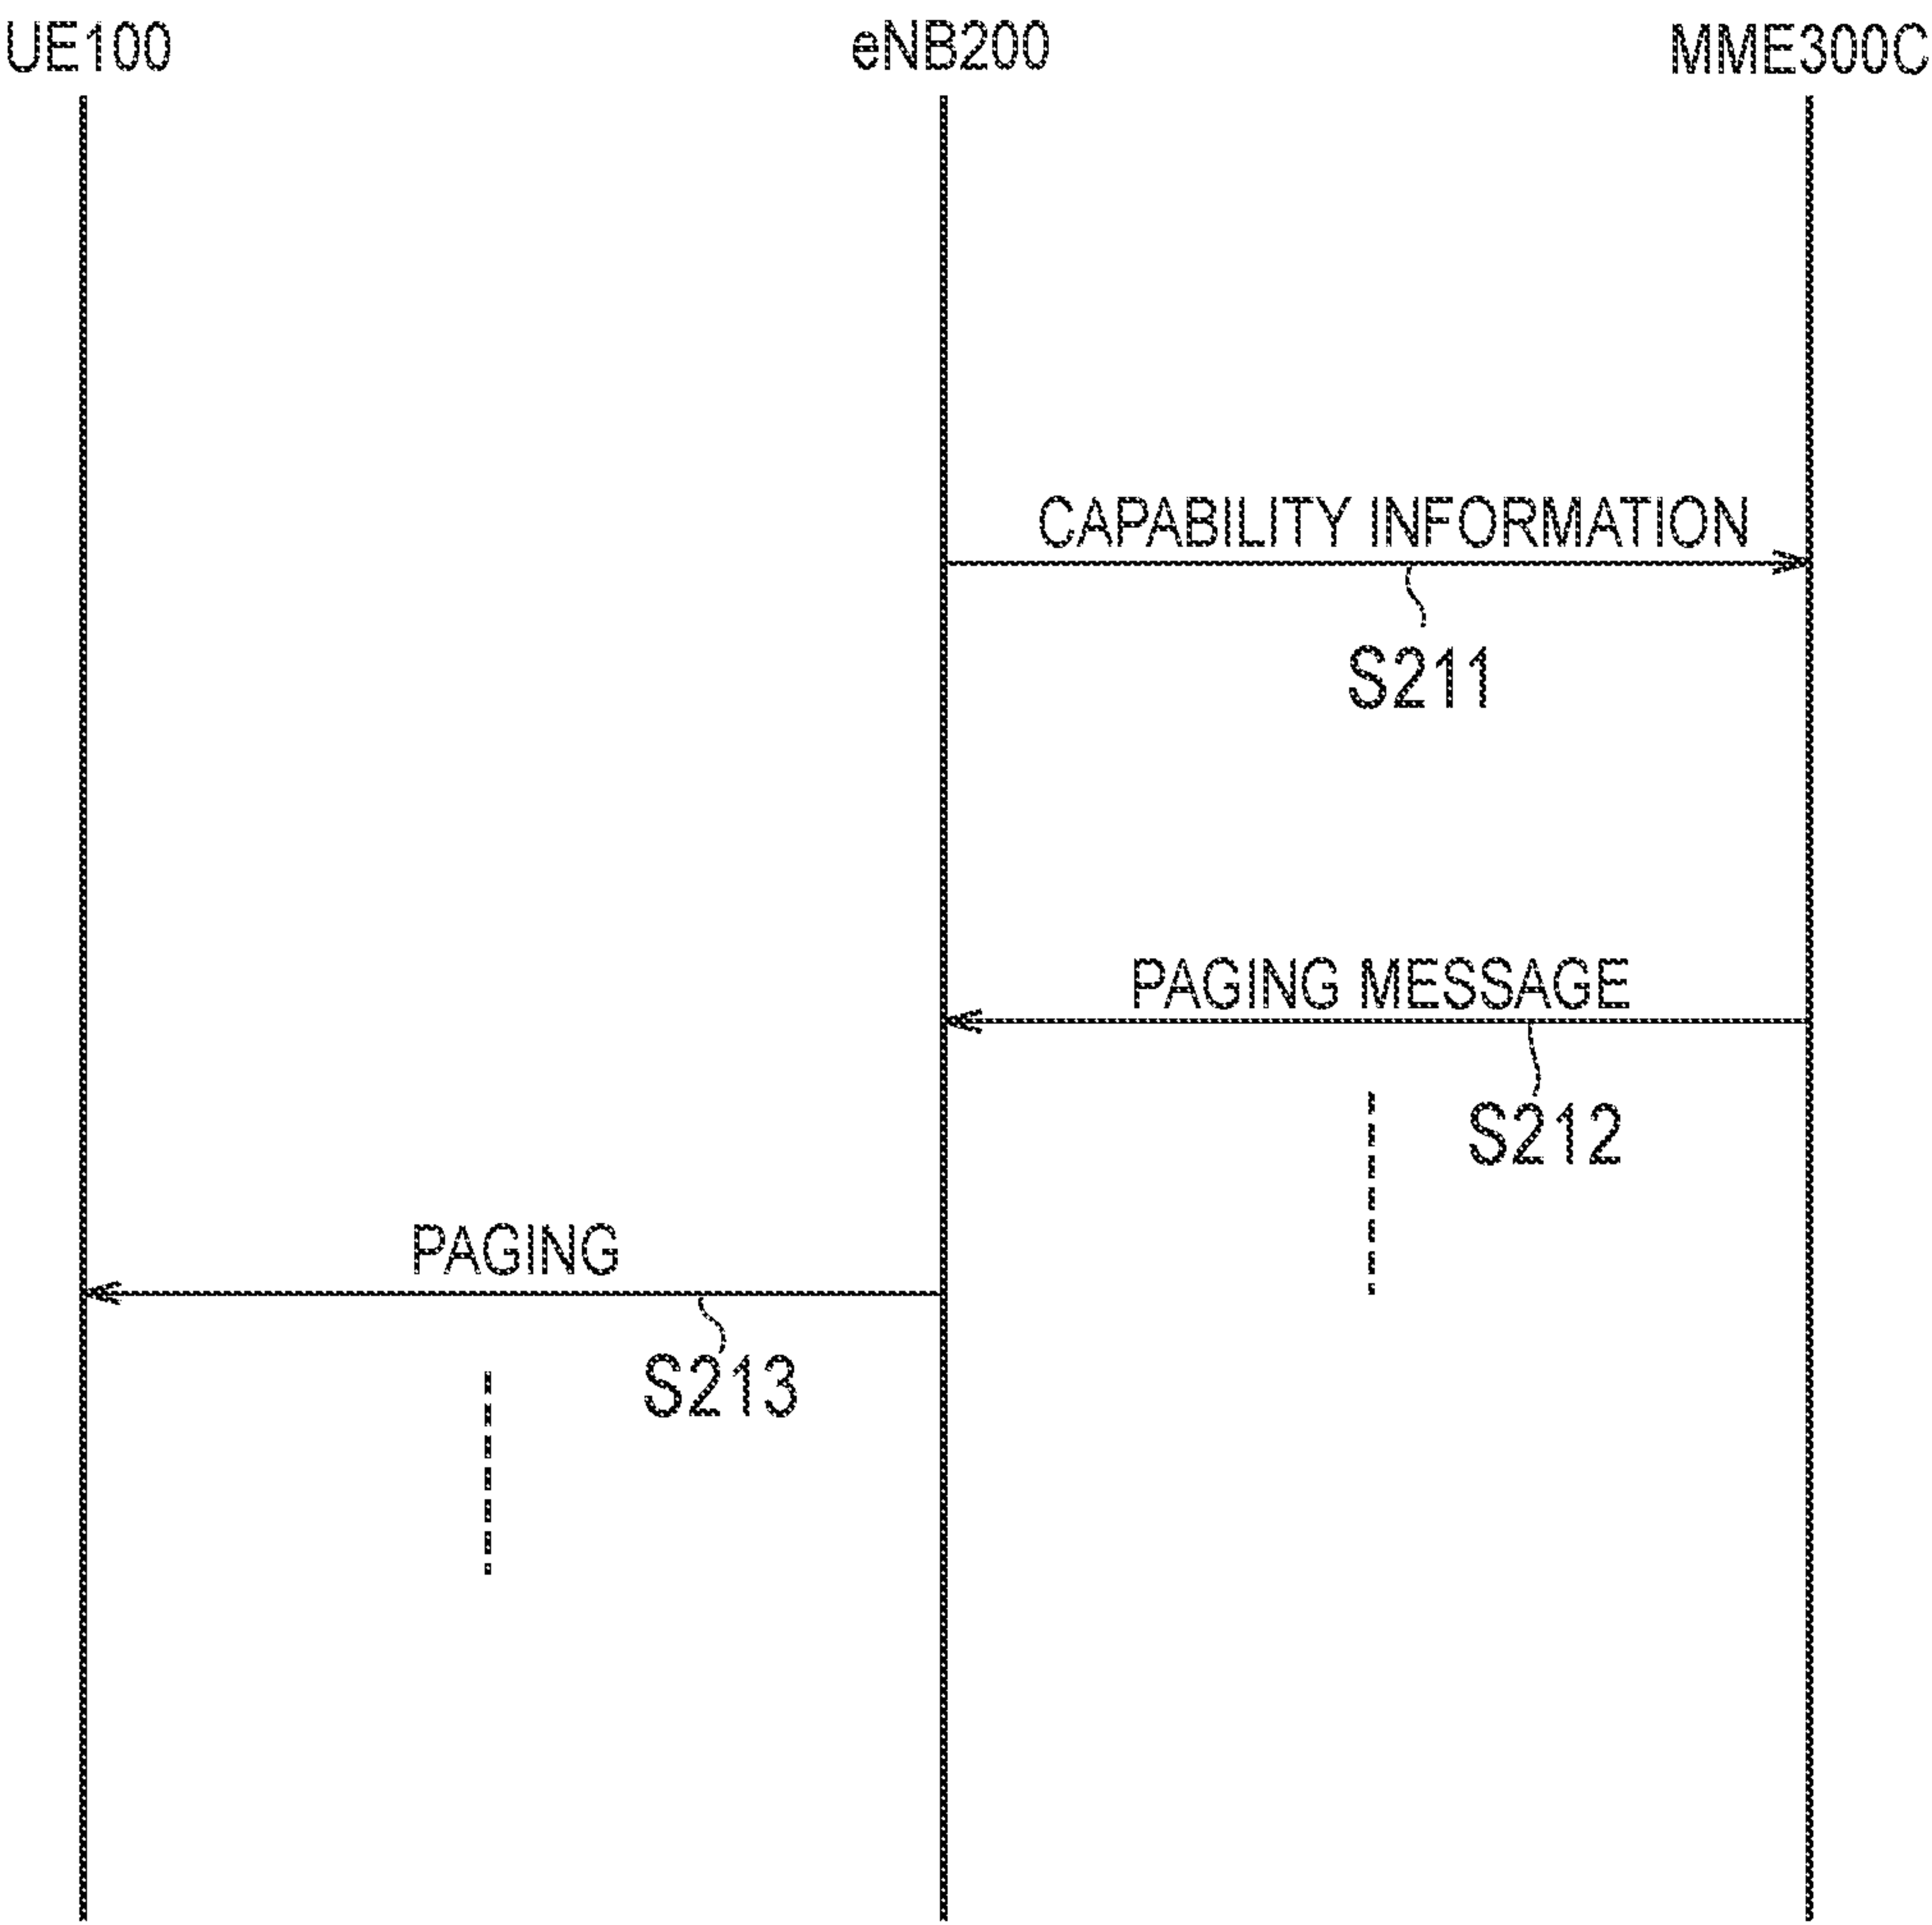 UE100 eNB200 MME300C
CAPABILITY INFORMATION
S211
PAGING MESSAGE
S212
PAGING
S213